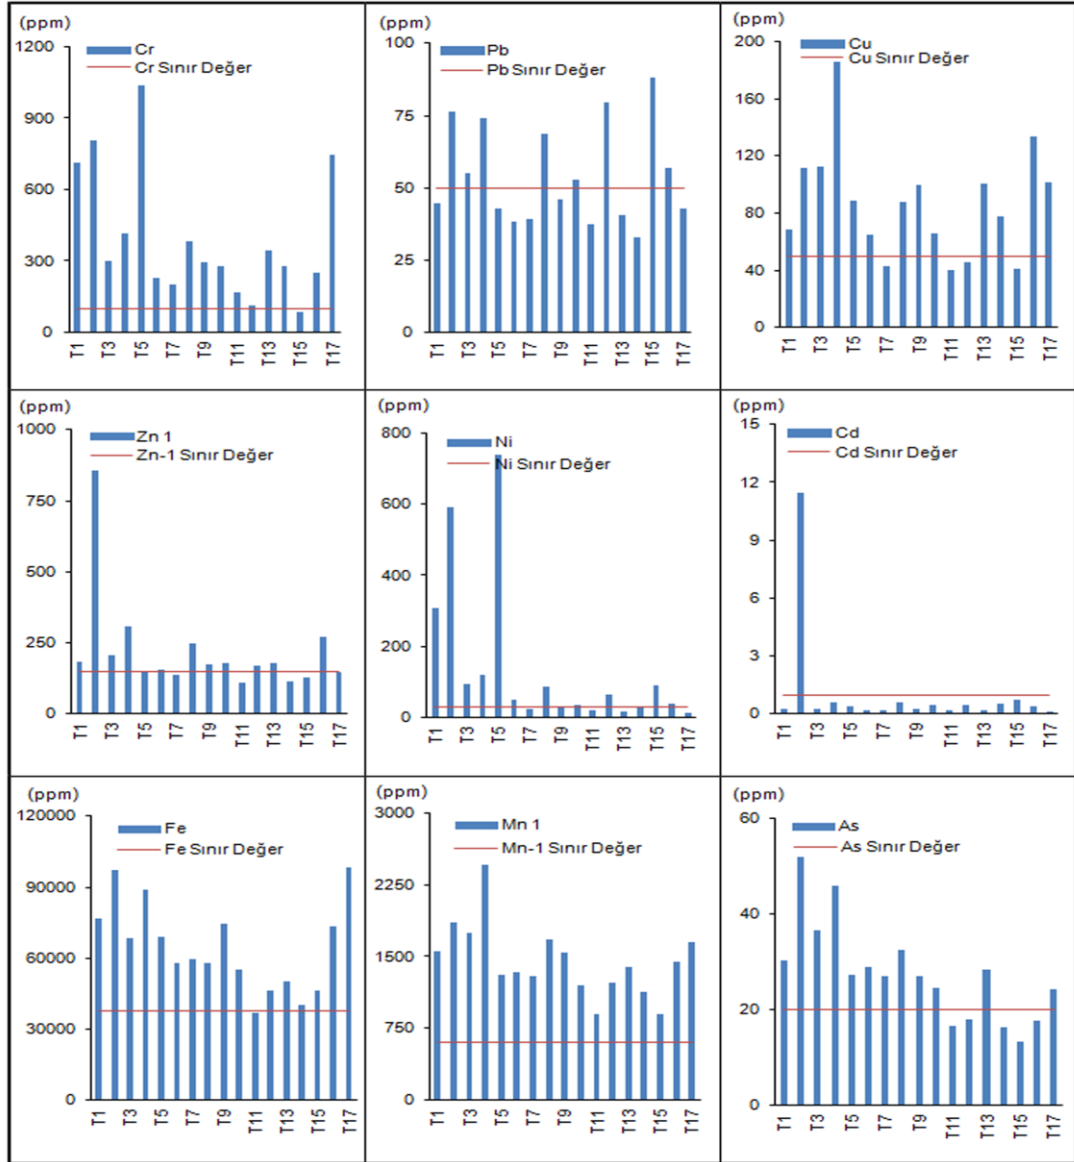 (ppm)
Cr
Cr Sınır Değer
1200
900
600
300
0
T1
T3
T5
T7
T9
T11
T13
T15
T17
(ppm)
Pb
Pb Sınır Değer
100
75
50
25
0
T1
T3
T5
T7
T9
T11
T13
T15
T17
(ppm)
Cu
Cu Sınır Değer
200
160
120
80
40
0
T1
T3
T5
T7
T9
T11
T13
T15
T17
(ppm)
Zn 1
Zn-1 Sınır Değer
1000
750
500
250
0
T1
T3
T5
T7
T9
T11
T13
T15
T17
(ppm)
Ni
Ni Sınır Değer
800
600
400
200
0
T1
T3
T5
T7
T9
T11
T13
T15
T17
(ppm)
Cd
Cd Sınır Değer
15
12
9
6
3
0
T1
T3
T5
T7
T9
T11
T13
T15
T17
(ppm)
Fe
Fe Sınır Değer
120000
90000
60000
30000
0
T1
T3
T5
T7
T9
T11
T13
T15
T17
(ppm)
Mn 1
Mn-1 Sınır Değer
3000
2250
1500
750
0
T1
T3
T5
T7
T9
T11
T13
T15
T17
(ppm)
As
As Sınır Değer
60
40
20
0
T1
T3
T5
T7
T9
T11
T13
T15
T17